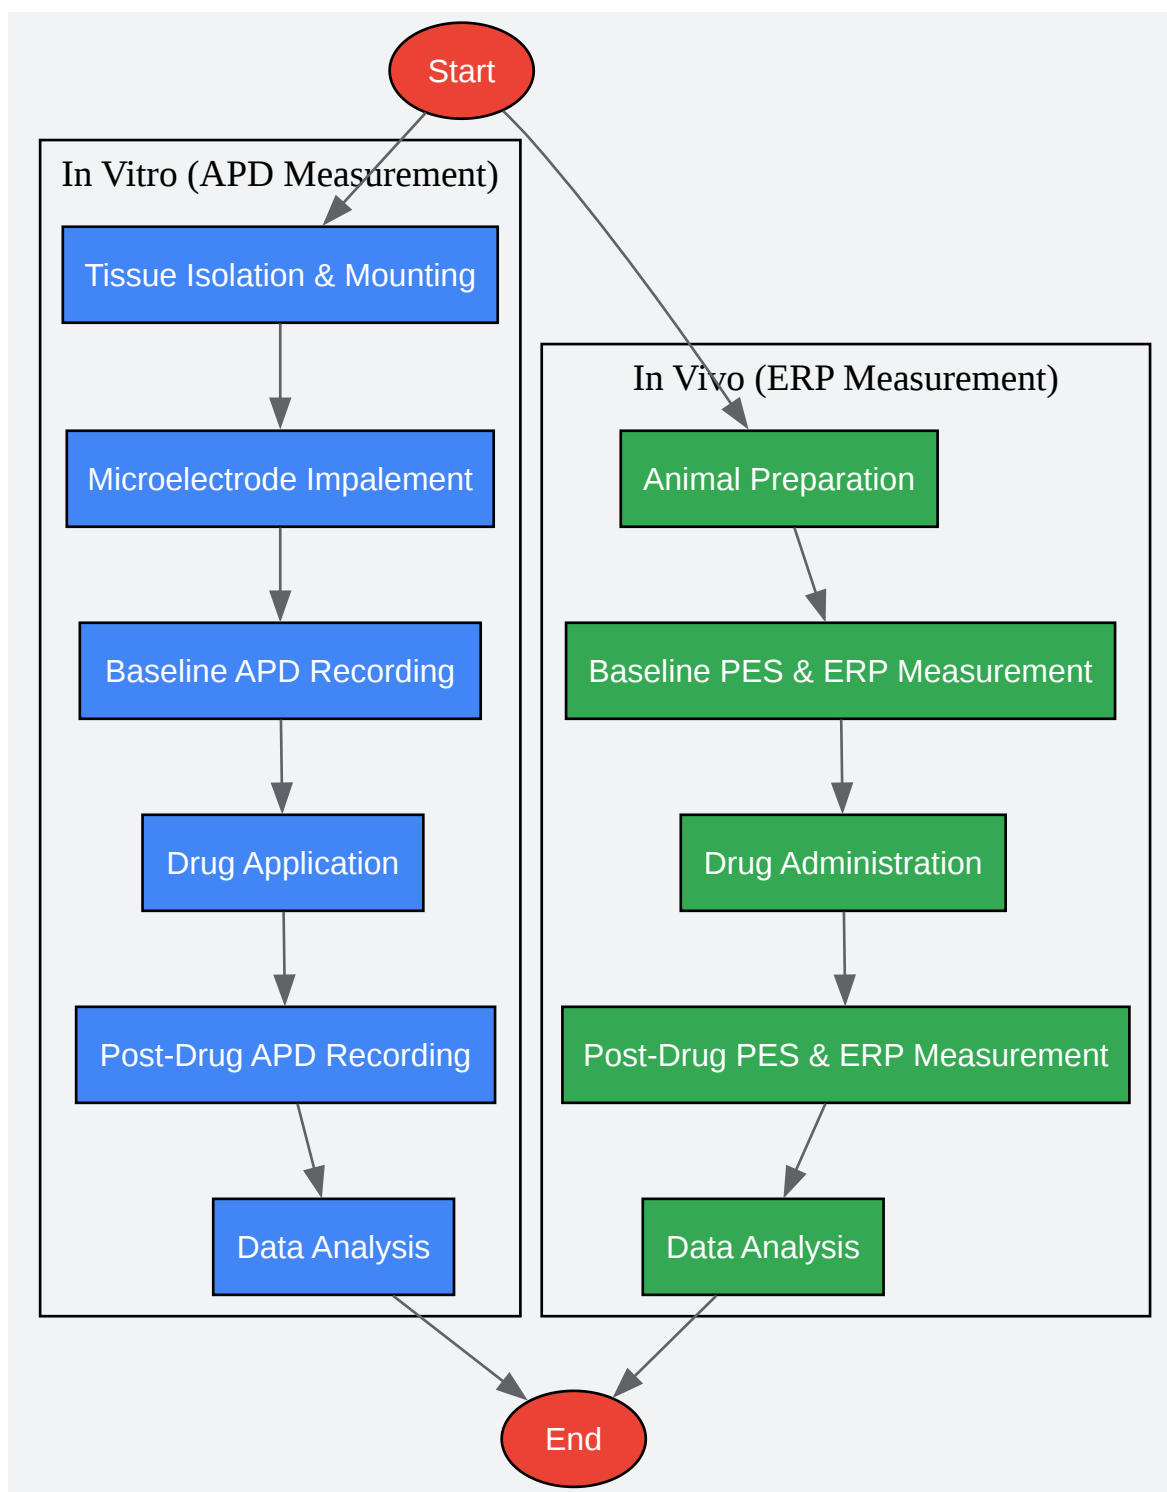 Start
In Vitro (APD Measurement)
Tissue Isolation & Mounting
Microelectrode Impalement
Baseline APD Recording
Drug Application
Post-Drug APD Recording
Data Analysis
In Vivo (ERP Measurement)
Animal Preparation
Baseline PES & ERP Measurement
Drug Administration
Post-Drug PES & ERP Measurement
Data Analysis
End